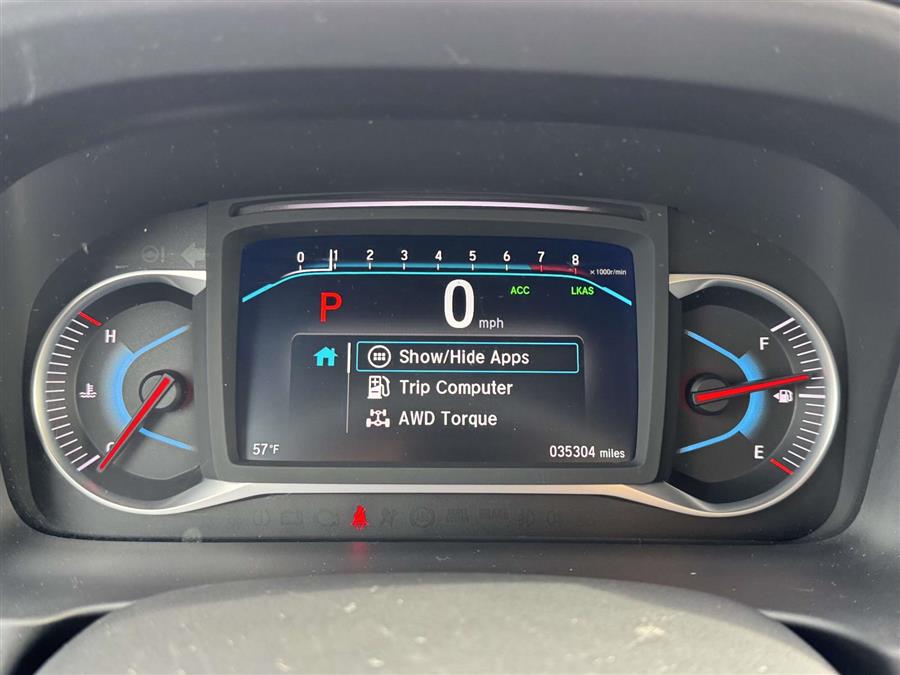 0 1 2 3 4 5 6 7 8
×1000r/min
P 0 mph
ACC LKAS
H
C
F
E
Show/Hide Apps
Trip Computer
AWD Torque
57°F
035304 miles